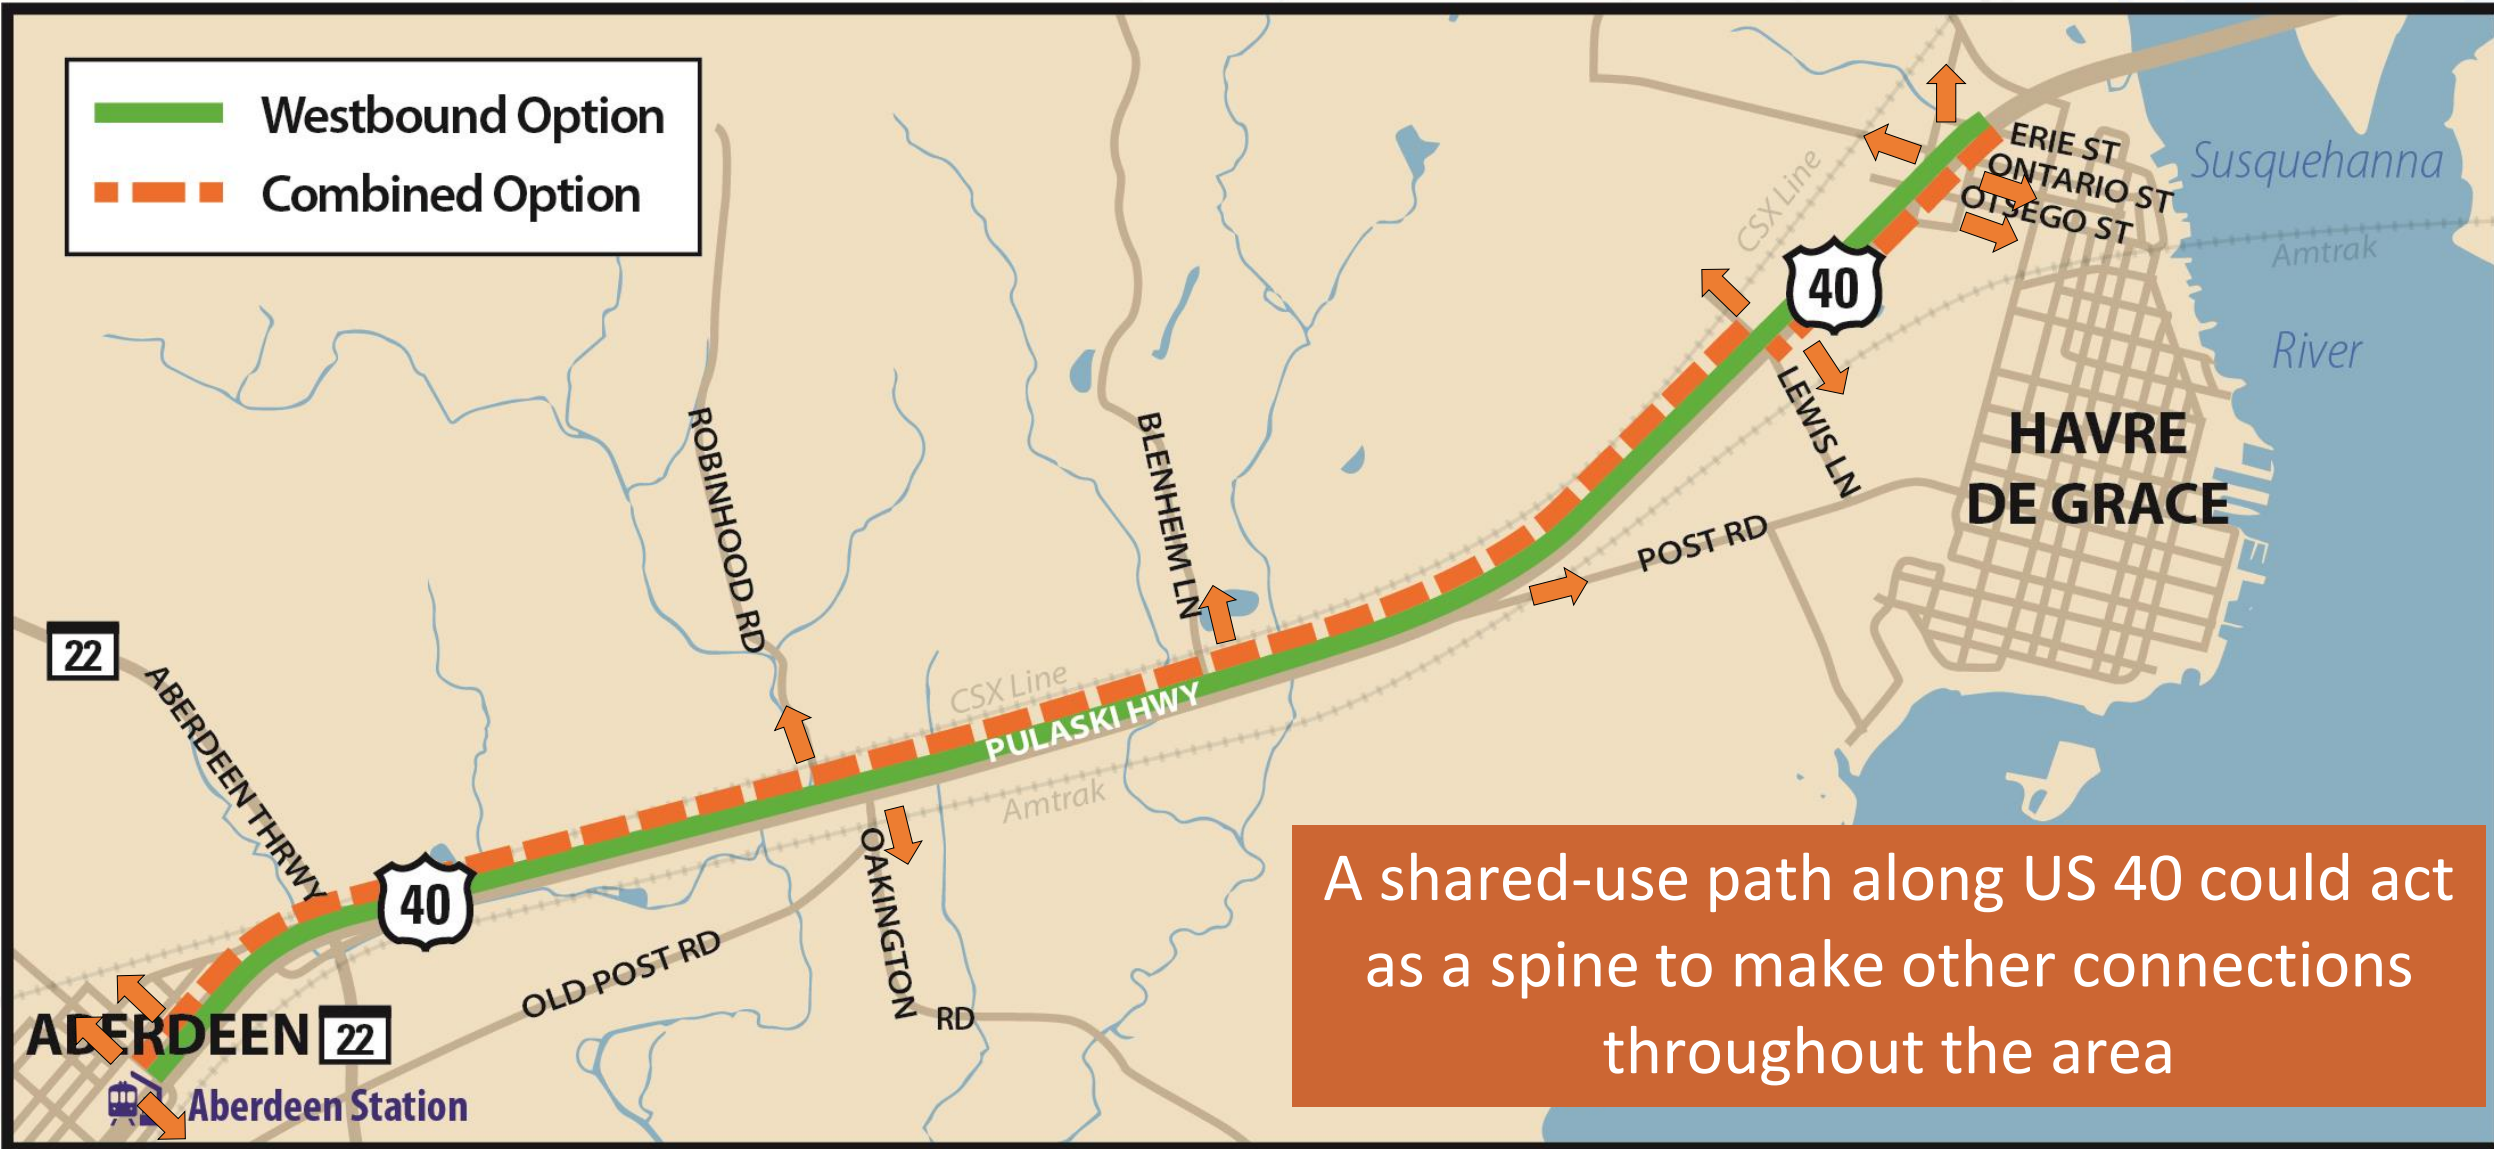 Westbound Option
Combined Option
ERIE ST
ONTARIO ST
OTSEGO ST
Susquehanna
River
Amtrak
CSX Line
40
LEWIS LN
HAVRE
DE GRACE
POST RD
ROBINHOOD RD
BLENHEIM LN
22
ABERDEEN THRWY
CSX Line
PULASKI HWY
Amtrak
40
OAKINGTON
RD
OLD POST RD
ABERDEEN
22
Aberdeen Station
A shared-use path along US 40 could act
as a spine to make other connections
throughout the area